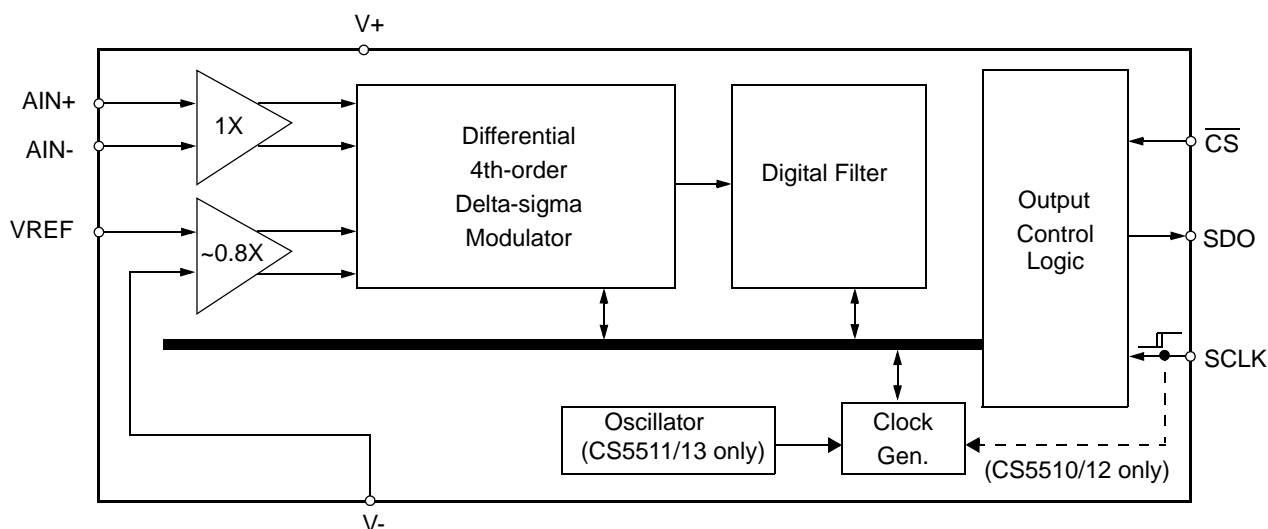 V+
AIN+
AIN-
1X
VREF
~0.8X
Differential
4th-order
Delta-sigma
Modulator
Digital Filter
Output
Control
Logic
CS
SDO
SCLK
Oscillator
(CS5511/13 only)
Clock
Gen.
(CS5510/12 only)
V-